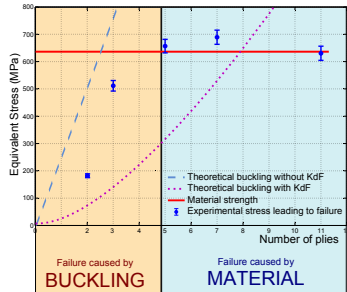 Equivalent Stress (MPa)
800
700
600
500
400
300
200
100
0
0 1 2 3 4 5 6 7 8 9 10 11
Theoretical buckling without KdF
Theoretical buckling with KdF
Material strength
Experimental stress leading to failure
Number of plies
Failure caused by
BUCKLING
Failure caused by
MATERIAL